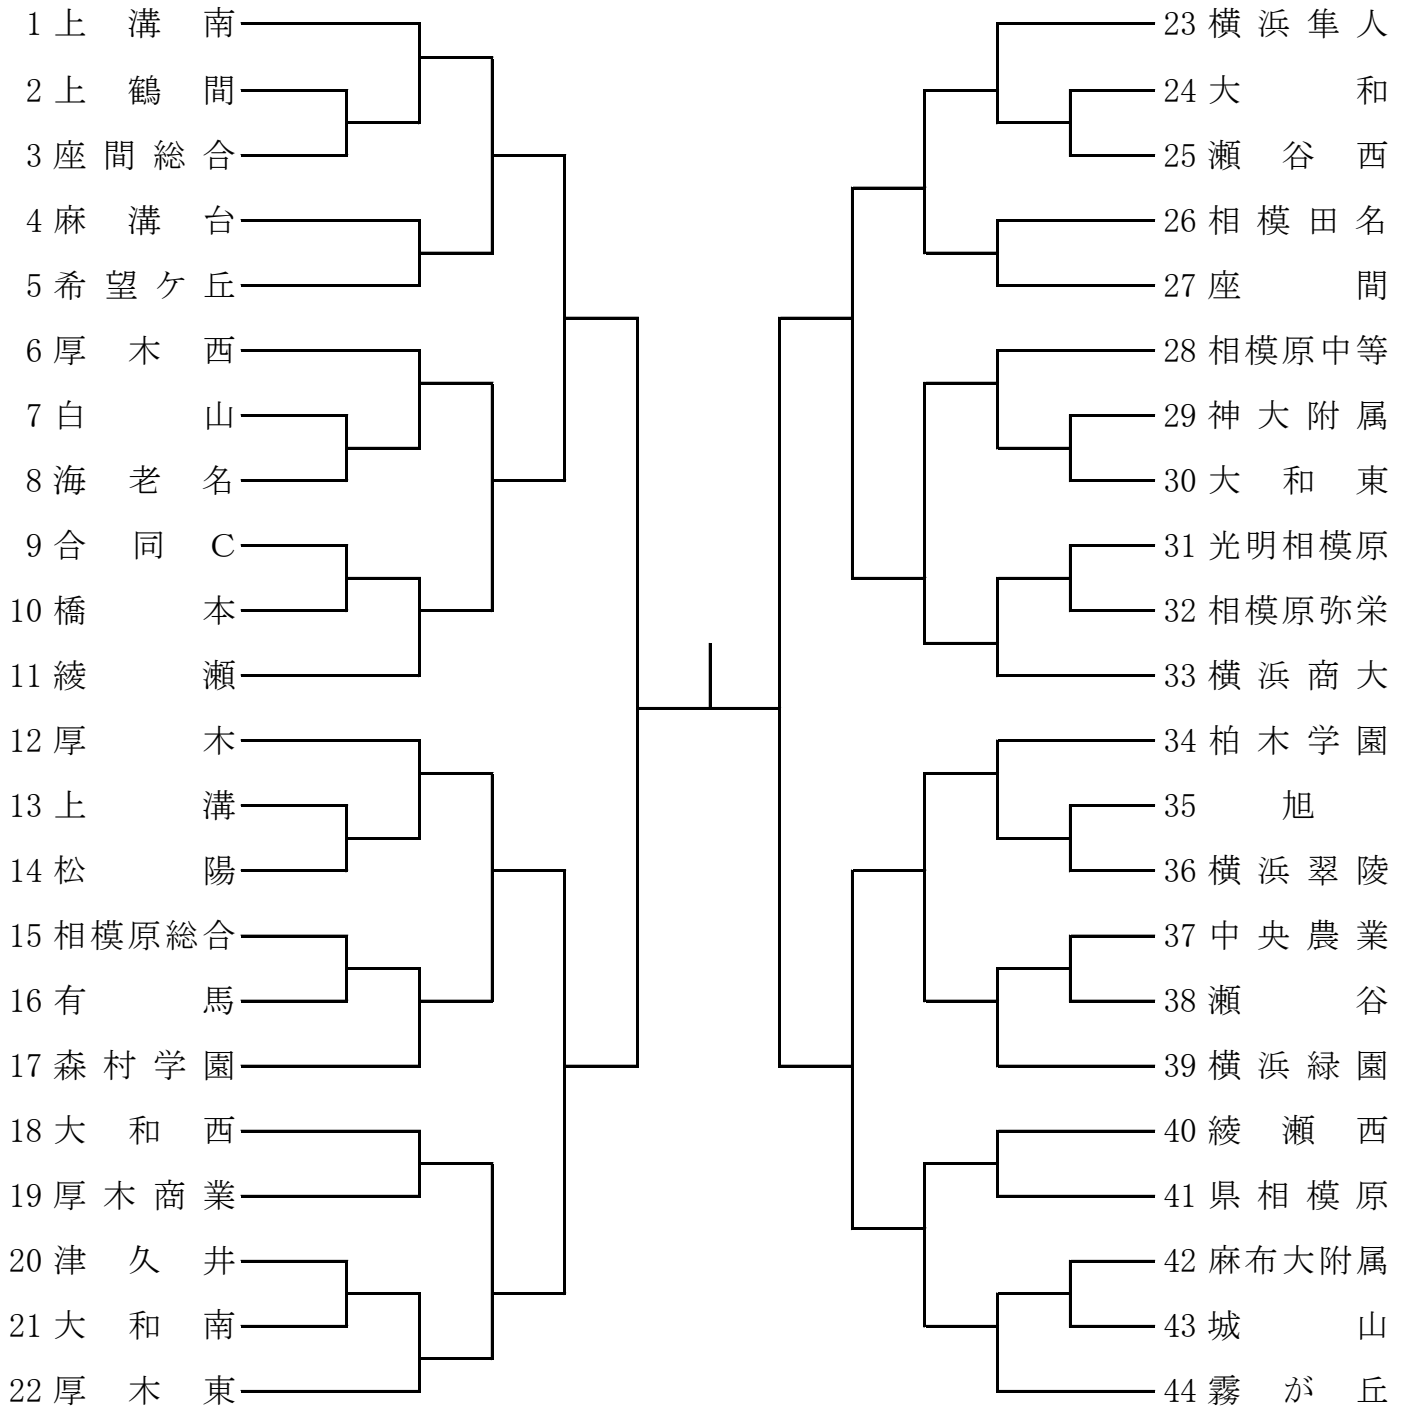 1 上溝南
2 上鶴間
3 座間総合
4 麻溝台
5 希望ケ丘
6 厚木西
7 白山
8 海老名
9 合同C
10 橋本
11 綾瀬
12 厚木
13 上溝
14 松陽
15 相模原総合
16 有馬
17 森村学園
18 大和西
19 厚木商業
20 津久井
21 大和南
22 厚木東
23 横浜隼人
24 大和
25 瀬谷西
26 相模田名
27 座間
28 相模原中等
29 神大附属
30 大和東
31 光明相模原
32 相模原弥栄
33 横浜商大
34 柏木学園
35 旭
36 横浜翠陵
37 中央農業
38 瀬谷
39 横浜緑園
40 綾瀬西
41 県相模原
42 麻布大附属
43 城山
44 霧が丘